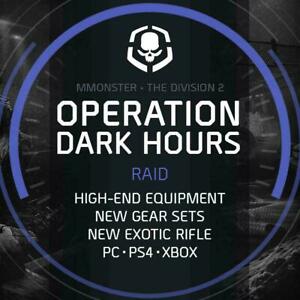 MMONSTER • THE DIVISION 2
OPERATION
DARK HOURS
RAID
HIGH-END EQUIPMENT
NEW GEAR SETS
NEW EXOTIC RIFLE
PC • PS4 • XBOX